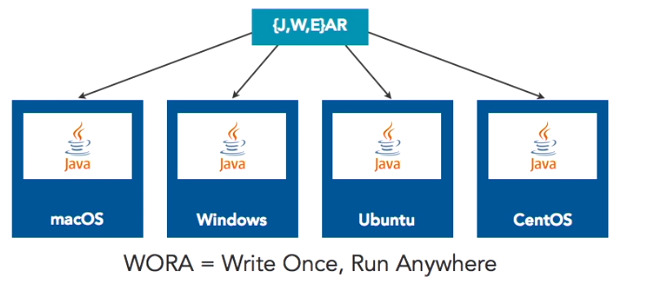 {J,W,E}AR
Java
Java
Java
Java
macOS
Windows
Ubuntu
CentOS
WORA = Write Once, Run Anywhere